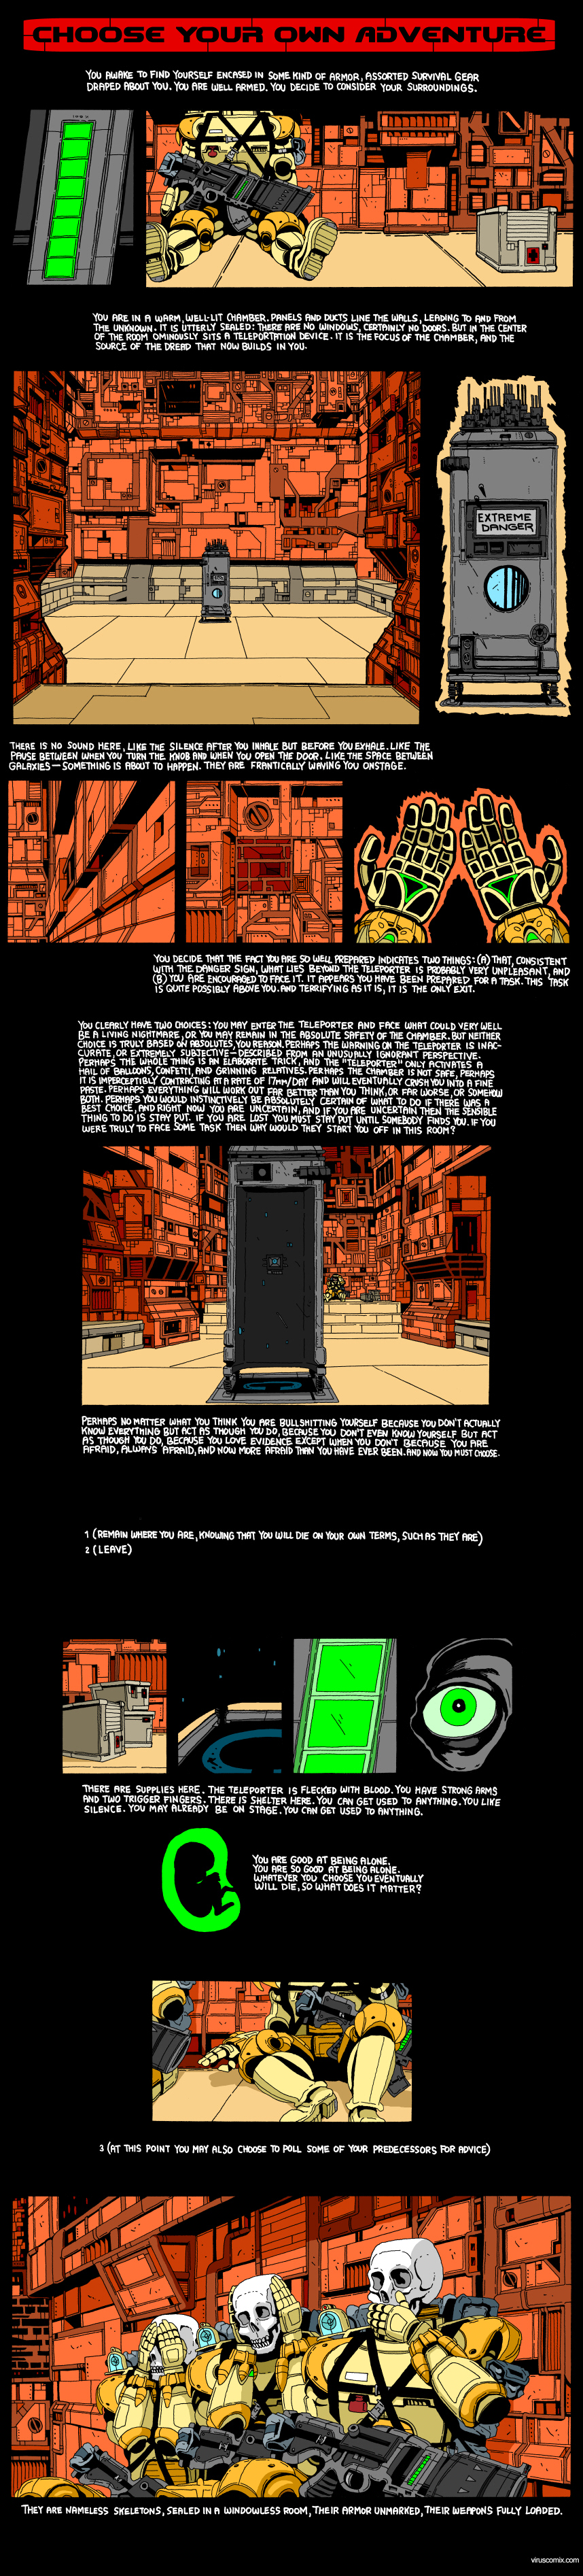 CHOOSE YOUR OWN ADVENTURE
YOU AWAKE TO FIND YOURSELF ENCASED IN SOME KIND OF ARMOR, ASSORTED SURVIVAL GEAR
DRAPED ABOUT YOU. YOU ARE WELL ARMED. YOU DECIDE TO CONSIDER YOUR SURROUNDINGS.
YOU ARE IN A WARM, WELL-LIT CHAMBER. PANELS AND DUCTS LINE THE WALLS, LEADING TO AND FROM
THE UNKNOWN. IT IS UTTERLY SEALED: THERE ARE NO WINDOWS, CERTAINLY NO DOORS. BUT IN THE CENTER
OF THE ROOM OMINOUSLY SITS A TELEPORTATION DEVICE. IT IS THE FOCUS OF THE CHAMBER, AND THE
SOURCE OF THE DREAD THAT NOW BUILDS IN YOU.
EXTREME
DANGER
THERE IS NO SOUND HERE, LIKE THE SILENCE AFTER YOU INHALE BUT BEFORE YOU EXHALE. LIKE THE
PAUSE BETWEEN WHEN YOU TURN THE KNOB AND WHEN YOU OPEN THE DOOR. LIKE THE SPACE BETWEEN
GALAXIES—SOMETHING IS ABOUT TO HAPPEN. THEY ARE FRANTICALLY WAVING YOU ONSTAGE.
YOU DECIDE THAT THE FACT YOU ARE SO WELL PREPARED INDICATES TWO THINGS: (A) THAT, CONSISTENT
WITH THE DANGER SIGN, WHAT LIES BEYOND THE TELEPORTER IS PROBABLY VERY UNPLEASANT, AND
(B) YOU ARE ENCOURAGED TO FACE IT. IT APPEARS YOU HAVE BEEN PREPARED FOR A TASK. THIS TASK
IS QUITE POSSIBLY ABOVE YOU. AND TERRIFYING AS IT IS, IT IS THE ONLY EXIT.
YOU CLEARLY HAVE TWO CHOICES: YOU MAY ENTER THE TELEPORTER AND FACE WHAT COULD VERY WELL
BE A LIVING NIGHTMARE, OR YOU MAY REMAIN IN THE ABSOLUTE SAFETY OF THE CHAMBER. BUT NEITHER
CHOICE IS TRULY BASED ON ABSOLUTES, YOU REASON. PERHAPS THE WARNING ON THE TELEPORTER IS INAC-
CURATE, OR EXTREMELY SUBJECTIVE—DESCRIBED FROM AN UNUSUALLY IGNORANT PERSPECTIVE.
PERHAPS THE WHOLE THING IS AN ELABORATE TRICK, AND THE "TELEPORTER" ONLY ACTIVATES A
HAIL OF BALLOONS, CONFETTI, AND GRINNING RELATIVES. PERHAPS THE CHAMBER IS NOT SAFE, PERHAPS
IT IS IMPERCEPTIBLY CONTRACTING AT A RATE OF 17MM/DAY AND WILL EVENTUALLY CRUSH YOU INTO A FINE
PASTE. PERHAPS EVERYTHING WILL WORK OUT FAR BETTER THAN YOU THINK, OR FAR WORSE, OR SOMEHOW
BOTH. PERHAPS YOU WOULD INSTINCTIVELY BE ABSOLUTELY CERTAIN OF WHAT TO DO IF THERE WAS A
BEST CHOICE, AND RIGHT NOW YOU ARE UNCERTAIN, AND IF YOU ARE UNCERTAIN THEN THE SENSIBLE
THING TO DO IS STAY PUT. IF YOU ARE LOST YOU MUST STAY PUT UNTIL SOMEBODY FINDS YOU. IF YOU
WERE TRULY TO FACE SOME TASK THEN WHY WOULD THEY START YOU OFF IN THIS ROOM?
PERHAPS NO MATTER WHAT YOU THINK YOU ARE BULLSHITTING YOURSELF BECAUSE YOU DON'T ACTUALLY
KNOW EVERYTHING BUT ACT AS THOUGH YOU DO, BECAUSE YOU DON'T EVEN KNOW YOURSELF BUT ACT
AS THOUGH YOU DO, BECAUSE YOU LOVE EVIDENCE EXCEPT WHEN YOU DON'T BECAUSE YOU ARE
AFRAID, ALWAYS AFRAID, AND NOW MORE AFRAID THAN YOU HAVE EVER BEEN. AND NOW YOU MUST CHOOSE.
1 (REMAIN WHERE YOU ARE, KNOWING THAT YOU WILL DIE ON YOUR OWN TERMS, SUCH AS THEY ARE)
2 (LEAVE)
THERE ARE SUPPLIES HERE. THE TELEPORTER IS FLECKED WITH BLOOD. YOU HAVE STRONG ARMS
AND TWO TRIGGER FINGERS. THERE IS SHELTER HERE. YOU CAN GET USED TO ANYTHING. YOU LIKE
SILENCE. YOU MAY ALREADY BE ON STAGE. YOU CAN GET USED TO ANYTHING.
YOU ARE GOOD AT BEING ALONE.
YOU ARE SO GOOD AT BEING ALONE.
WHATEVER YOU CHOOSE YOU EVENTUALLY
WILL DIE, SO WHAT DOES IT MATTER?
3 (AT THIS POINT YOU MAY ALSO CHOOSE TO POLL SOME OF YOUR PREDECESSORS FOR ADVICE)
THEY ARE NAMELESS SKELETONS, SEALED IN A WINDOWLESS ROOM, THEIR ARMOR UNMARKED, THEIR WEAPONS FULLY LOADED.
viruscomix.com